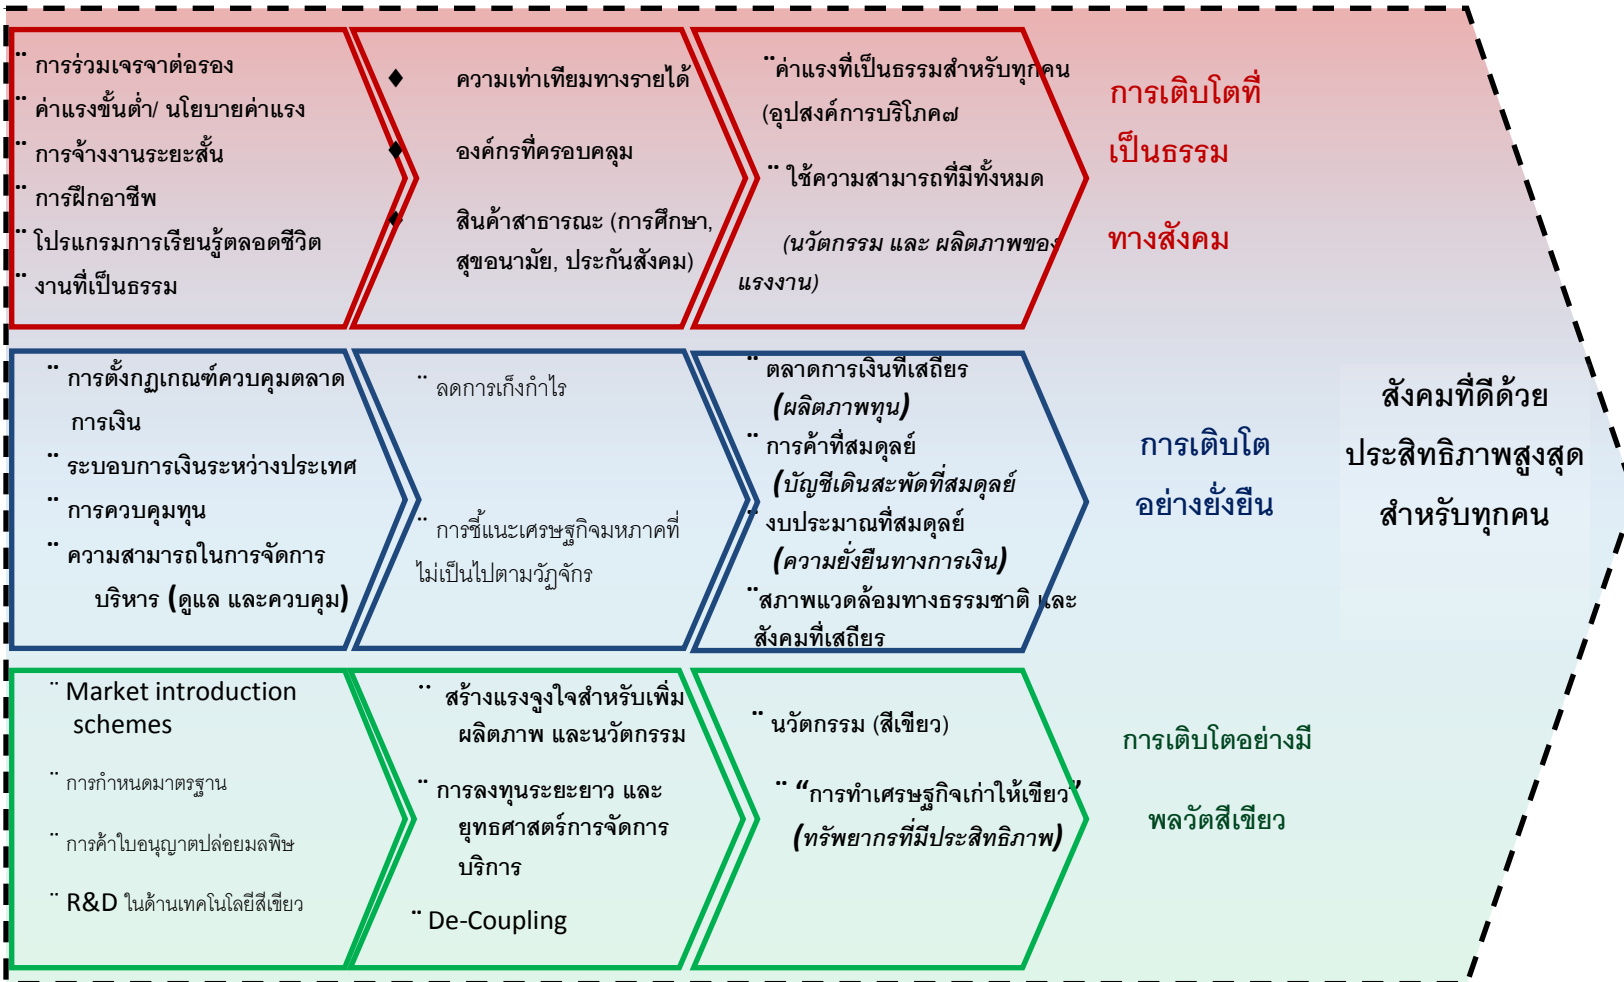 การร่วมเจรจาต่อรอง
ค่าแรงขั้นต่ำ/ นโยบายค่าแรง
การจ้างงานระยะสั้น
การฝึกอาชีพ
โปรแกรมการเรียนรู้ตลอดชีวิต
งานที่เป็นธรรม
ความเท่าเทียมทางรายได้
องค์กรที่ครอบคลุม
สินค้าสาธารณะ (การศึกษา,
สุขอนามัย, ประกันสังคม)
ค่าแรงที่เป็นธรรมสำหรับทุกคน
(อุปสงค์การบริโภค๗
ใช้ความสามารถที่มีทั้งหมด
(นวัตกรรม และ ผลิตภาพของ
แรงงาน)
การเติบโตที่
เป็นธรรม
ทางสังคม
การตั้งกฏเกณฑ์ควบคุมตลาด
การเงิน
ระบอบการเงินระหว่างประเทศ
การควบคุมทุน
ความสามารถในการจัดการ
บริหาร (ดูแล และควบคุม)
ลดการเก็งกำไร
การชี้แนะเศรษฐกิจมหภาคที่
ไม่เป็นไปตามวัฏจักร
ตลาดการเงินที่เสถียร
(ผลิตภาพทุน)
การค้าที่สมดุลย์
(บัญชีเดินสะพัดที่สมดุลย์
งบประมาณที่สมดุลย์
(ความยั่งยืนทางการเงิน)
สภาพแวดล้อมทางธรรมชาติ และ
สังคมที่เสถียร
การเติบโต
อย่างยั่งยืน
สังคมที่ดีด้วย
ประสิทธิภาพสูงสุด
สำหรับทุกคน
Market introduction
schemes
การกำหนดมาตรฐาน
การค้าใบอนุญาตปล่อยมลพิษ
R&D ในด้านเทคโนโลยีสีเขียว
สร้างแรงจูงใจสำหรับเพิ่ม
ผลิตภาพ และนวัตกรรม
การลงทุนระยะยาว และ
ยุทธศาสตร์การจัดการ
บริการ
De-Coupling
นวัตกรรม (สีเขียว)
“การทำเศรษฐกิจเก่าให้เขียว”
(ทรัพยากรที่มีประสิทธิภาพ)
การเติบโตอย่างมี
พลวัตสีเขียว